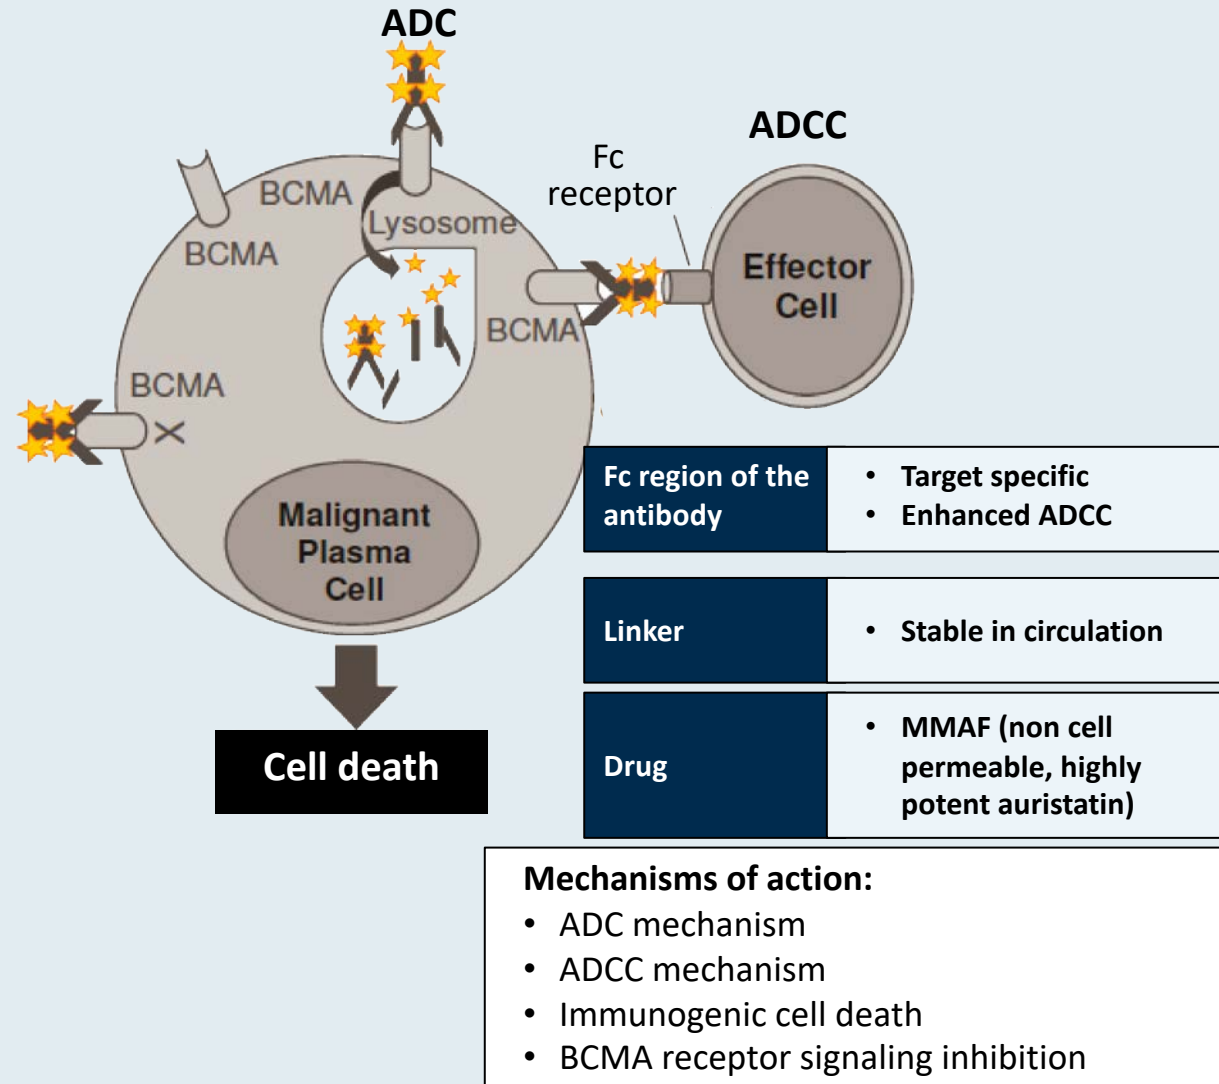 ADC
ADCC
Fc
receptor
BCMA
Lysosome
BCMA
Effector
Cell
BCMA
BCMA
X
Malignant
Plasma
Cell
Cell death
Fc region of the
antibody
• Target specific
• Enhanced ADCC
Linker
• Stable in circulation
Drug
• MMAF (non cell
permeable, highly
potent auristatin)
Mechanisms of action:
• ADC mechanism
• ADCC mechanism
• Immunogenic cell death
• BCMA receptor signaling inhibition